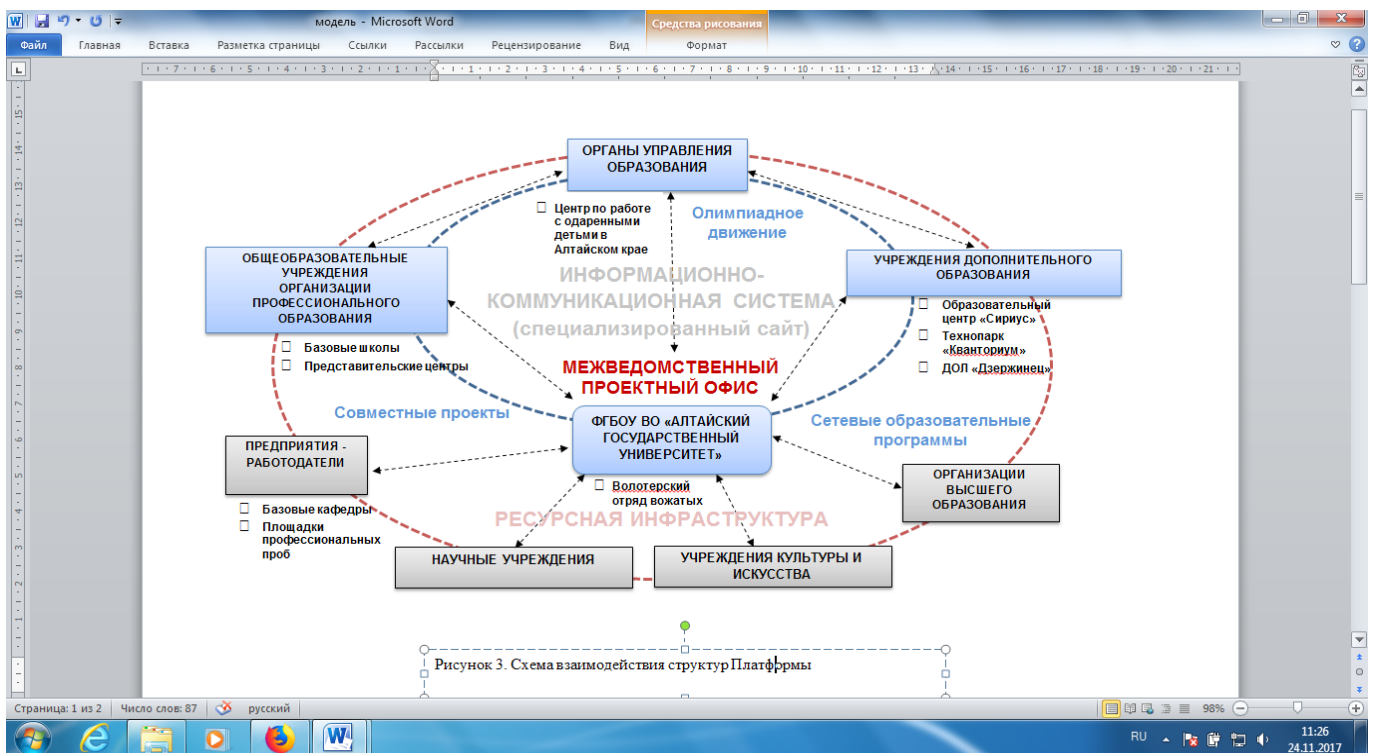 модель - Microsoft Word
Средства рисования
Файл Главная Вставка Разметка страницы Ссылки Рассылки Рецензирование Вид Формат
ОРГАНЫ УПРАВЛЕНИЯ
ОБРАЗОВАНИЯ
Центр по работе
с одаренными
детьми в
Алтайском крае
Олимпиадное
движение
ОБЩЕОБРАЗОВАТЕЛЬНЫЕ
УЧРЕЖДЕНИЯ
ОРГАНИЗАЦИИ
ПРОФЕССИОНАЛЬНОГО
ОБРАЗОВАНИЯ
Базовые школы
Представительские центры
УЧРЕЖДЕНИЯ ДОПОЛНИТЕЛЬНОГО
ОБРАЗОВАНИЯ
Образовательный
центр «Сириус»
Технопарк
«Кванториум»
ДОЛ «Дзержинец»
ИНФОРМАЦИОННО-
КОММУНИКАЦИОННАЯ СИСТЕМА
(специализированный сайт)
МЕЖВЕДОМСТВЕННЫЙ
ПРОЕКТНЫЙ ОФИС
Совместные проекты
ФГБОУ ВО «АЛТАЙСКИЙ
ГОСУДАРСТВЕННЫЙ
УНИВЕРСИТЕТ»
Сетевые образовательные
программы
ПРЕДПРИЯТИЯ -
РАБОТОДАТЕЛИ
Базовые кафедры
Площадки
профессиональных
проб
Волотерский
отряд вожатых
ОРГАНИЗАЦИИ
ВЫСШЕГО
ОБРАЗОВАНИЯ
РЕСУРСНАЯ ИНФРАСТРУКТУРА
НАУЧНЫЕ УЧРЕЖДЕНИЯ
УЧРЕЖДЕНИЯ КУЛЬТУРЫ И
ИСКУССТВА
Рисунок 3. Схема взаимодействия структур Платформы
Страница: 1 из 2 Число слов: 87 русский 98%
RU 11:26
24.11.2017